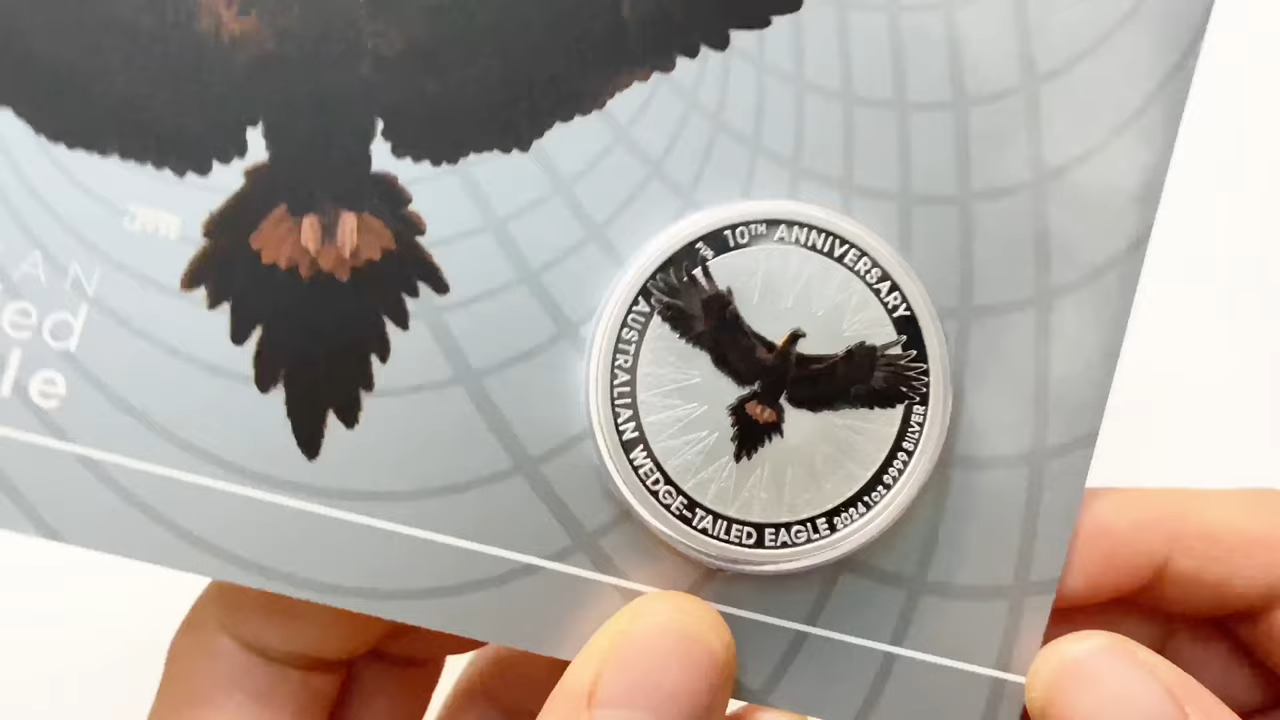 AN
ed
le
10TH ANNIVERSARY
AUSTRALIAN WEDGE-TAILED EAGLE 2024 1oz 9999 SILVER